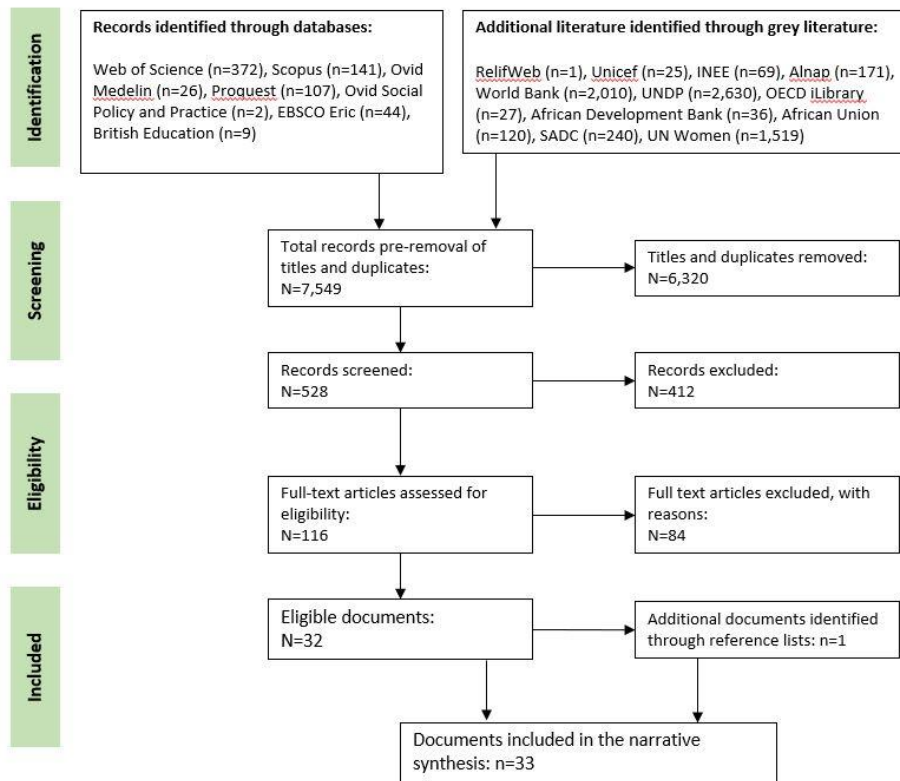 Identification
Records identified through databases:
Web of Science (n=372), Scopus (n=141), Ovid
Medelin (n=26), Proquest (n=107), Ovid Social
Policy and Practice (n=2), EBSCO Eric (n=44),
British Education (n=9)
Additional literature identified through grey literature:
RelifWeb (n=1), Unicef (n=25), INEE (n=69), Alnap (n=171),
World Bank (n=2,010), UNDP (n=2,630), OECD iLibrary
(n=27), African Development Bank (n=36), African Union
(n=120), SADC (n=240), UN Women (n=1,519)
Screening
Total records pre-removal of
titles and duplicates:
N=7,549
Titles and duplicates removed:
N=6,320
Records screened:
N=528
Records excluded:
N=412
Eligibility
Full-text articles assessed for
eligibility:
N=116
Full text articles excluded, with
reasons:
N=84
Included
Eligible documents:
N=32
Additional documents identified
through reference lists: n=1
Documents included in the narrative
synthesis: n=33